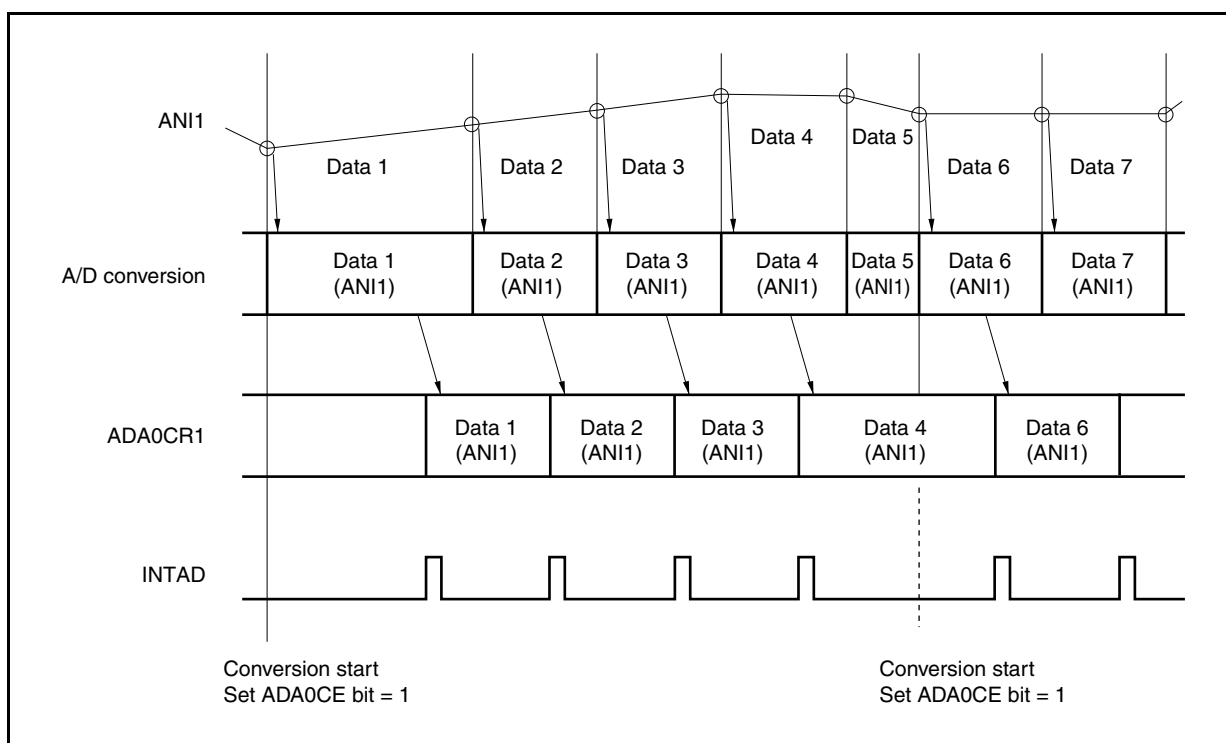 ANI1
Data 1
Data 2
Data 3
Data 4
Data 5
Data 6
Data 7
A/D conversion
Data 1
(ANI1)
Data 2
(ANI1)
Data 3
(ANI1)
Data 4
(ANI1)
Data 5
(ANI1)
Data 6
(ANI1)
Data 7
(ANI1)
ADA0CR1
Data 1
(ANI1)
Data 2
(ANI1)
Data 3
(ANI1)
Data 4
(ANI1)
Data 6
(ANI1)
INTAD
Conversion start
Set ADA0CE bit = 1
Conversion start
Set ADA0CE bit = 1